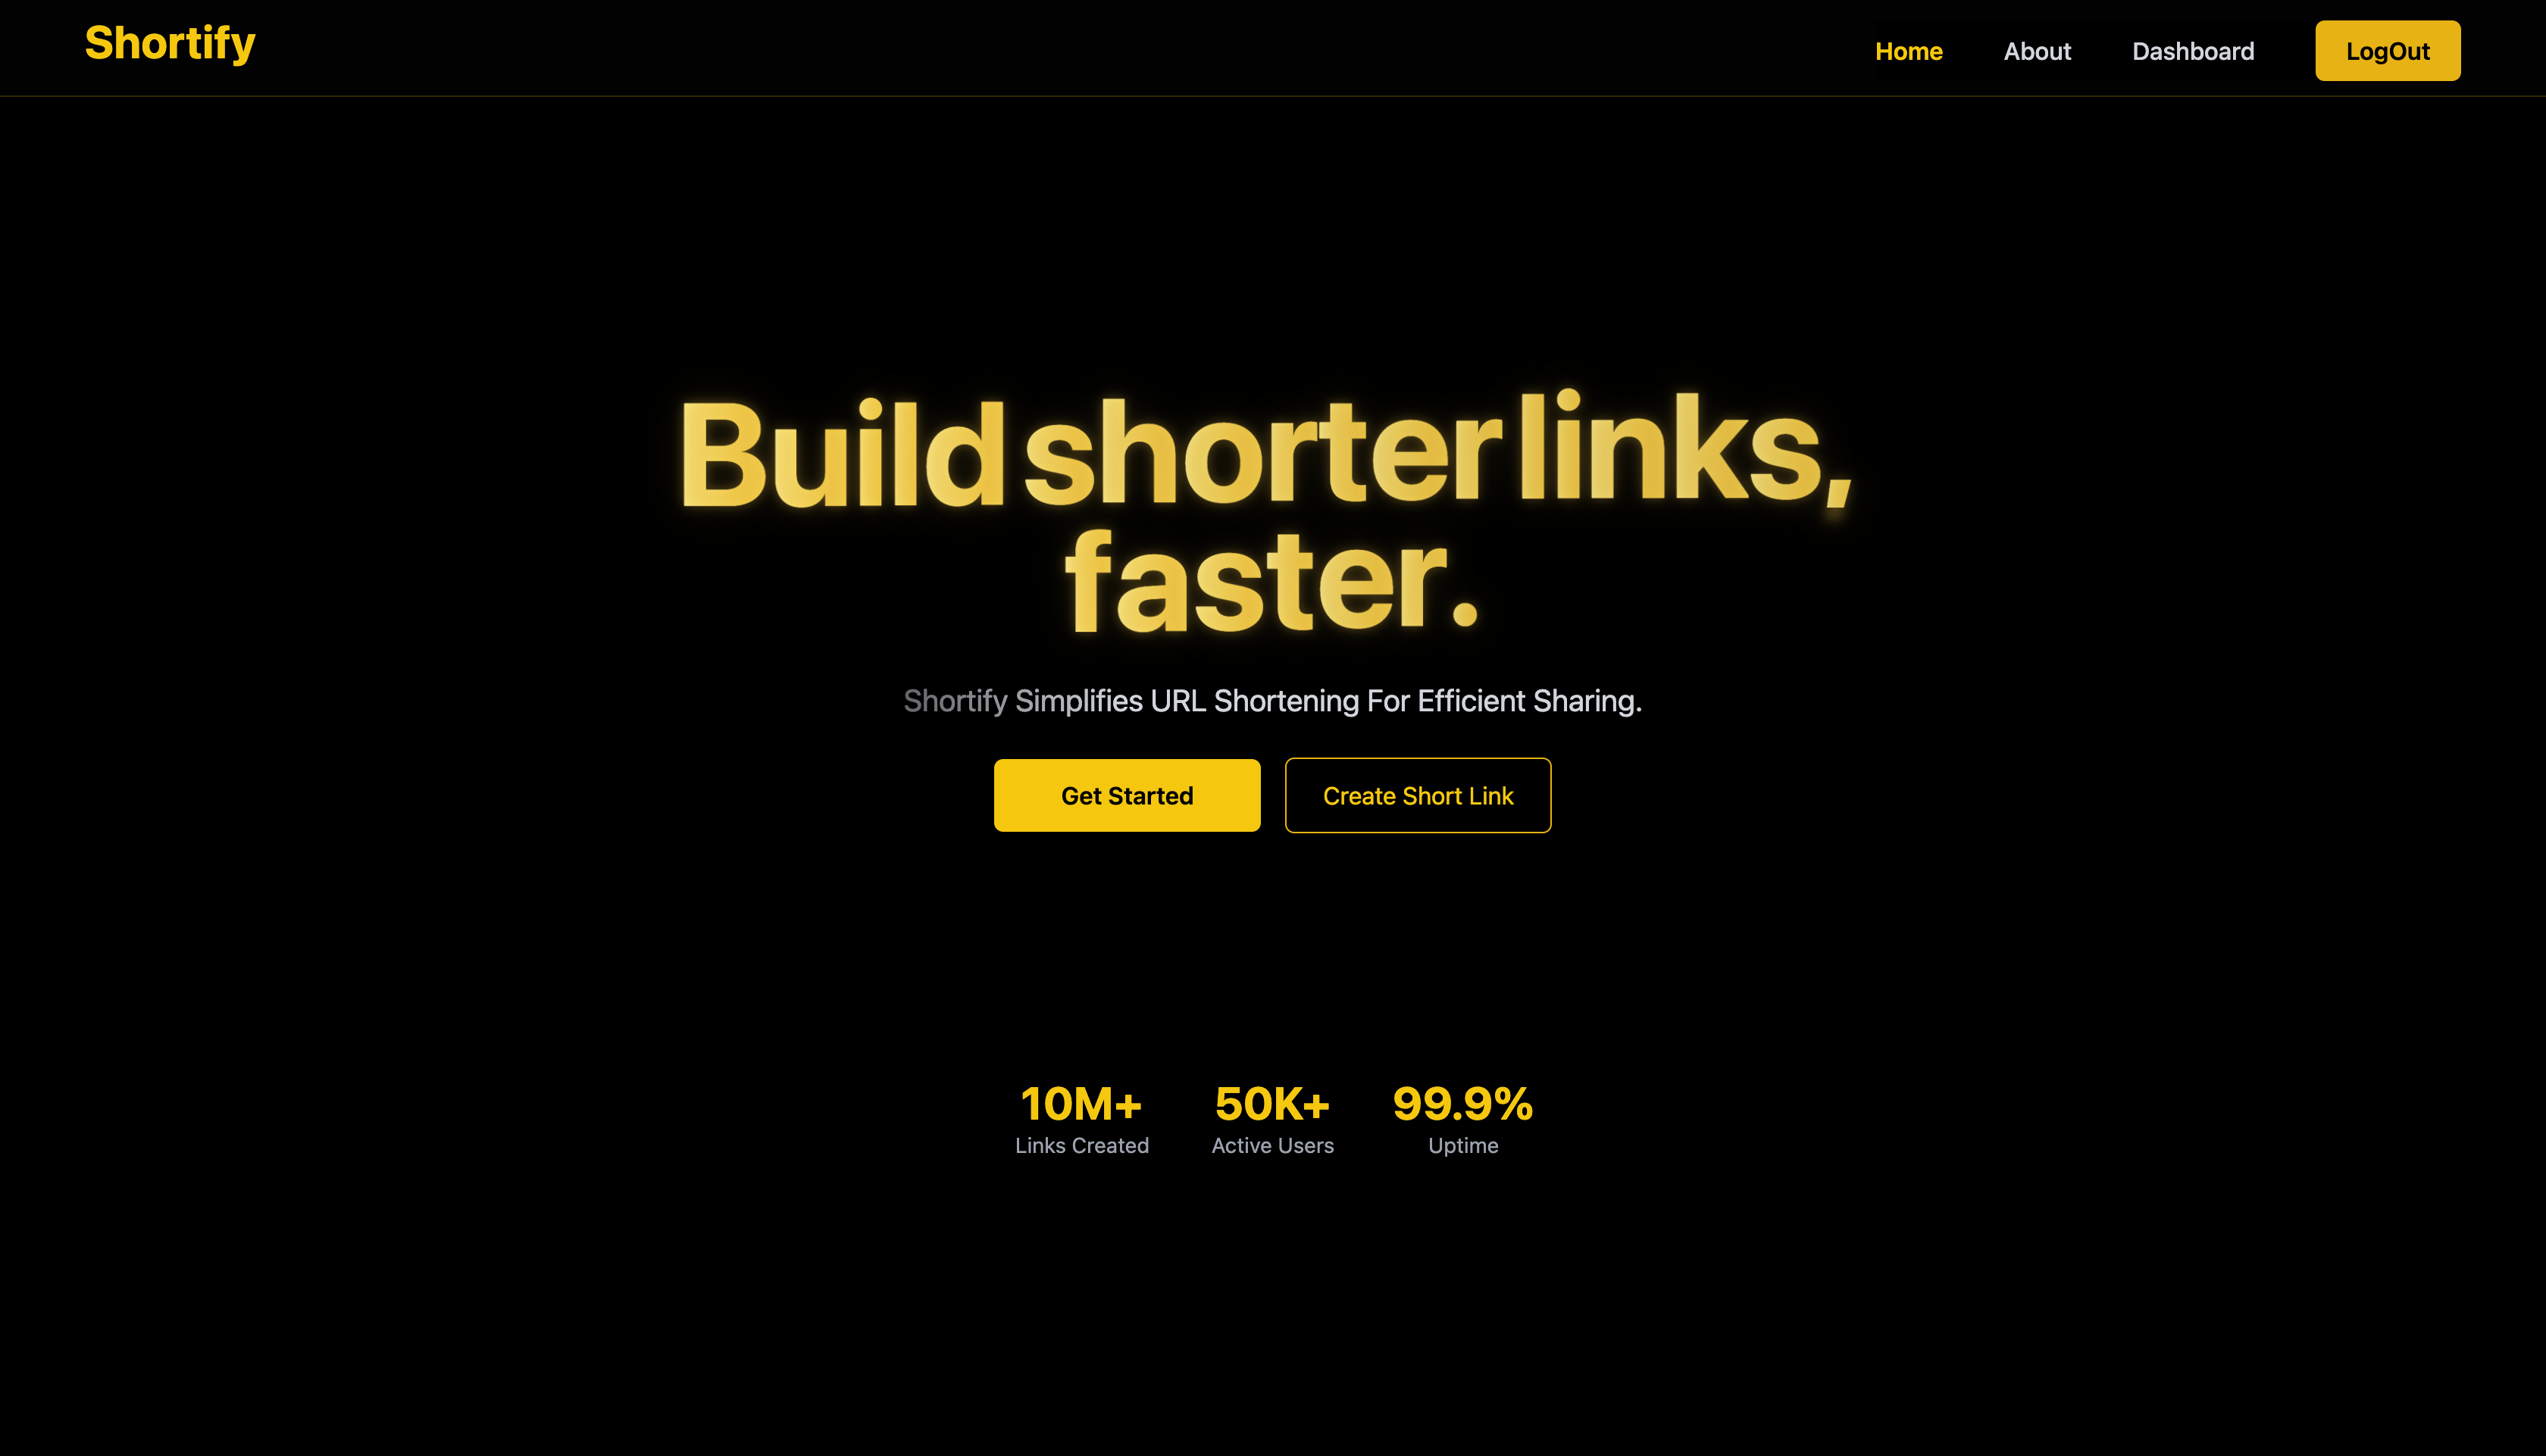 Shortify
Home
About
Dashboard
LogOut
Build shorter links,
faster.
Shortify Simplifies URL Shortening For Efficient Sharing.
Get Started
Create Short Link
10M+
Links Created
50K+
Active Users
99.9%
Uptime